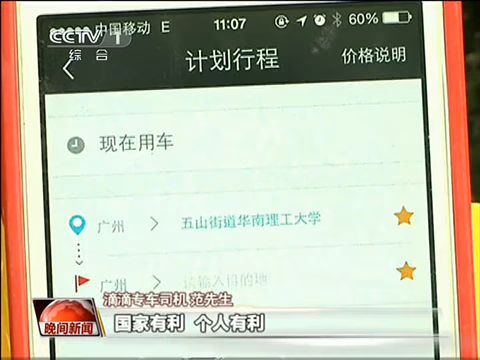 CCTV 1
综合
中国移动 E 11:07 60%
计划行程 价格说明
现在用车
广州 五山街道华南理工大学
广州 请输入目的地
滴滴专车司机 范先生
晚间新闻
国家有利 个人有利